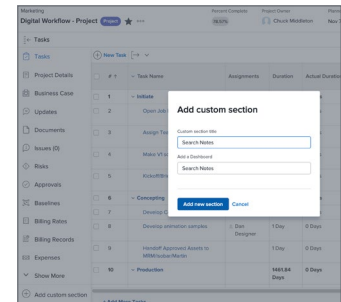 Marketing
Percent Complete
Project Owner
Digital Workflow - Project
Project
Chuck Middleton
Tasks
Tasks
New Task
Project Details
#
Task Name
Assignments
Duration
Business Case
1
Initiate
Updates
2
Documents
3
Issues (0)
Risks
4
Approvals
5
Baselines
6
Concepting
Billing Rates
7
Billing Records
8
Develop animation samples
Dan Designer
1 Day
0 Days
Expenses
9
Handoff Approved Assets to
1 Day
0 Days
Show More
10
Production
1461.84 Days
0 Days
Add custom section
Add custom section
Custom section title
Search Notes
Add a Dashboard
Search Notes
Add new section
Cancel